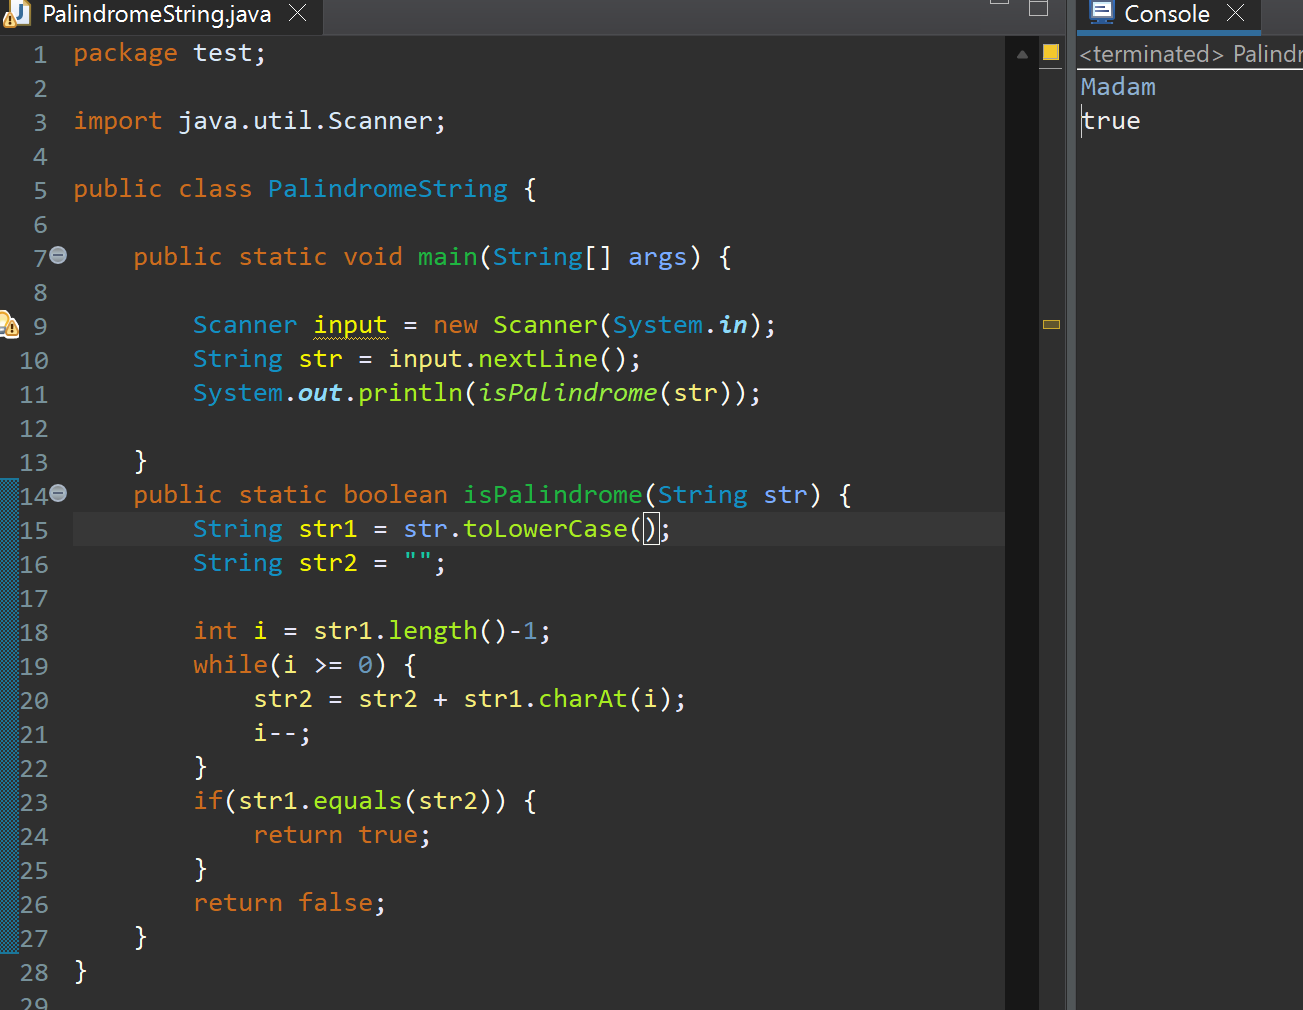 PalindromeString.java
1 package test;
2
3 import java.util.Scanner;
4
5 public class PalindromeString {
6
7 public static void main(String[] args) {
8
9 Scanner input = new Scanner(System.in);
10 String str = input.nextLine();
11 System.out.println(isPalindrome(str));
12
13 }
14 public static boolean isPalindrome(String str) {
15 String str1 = str.toLowerCase();
16 String str2 = "";
17
18 int i = str1.length()-1;
19 while(i >= 0) {
20 str2 = str2 + str1.charAt(i);
21 i--;
22 }
23 if(str1.equals(str2)) {
24 return true;
25 }
26 return false;
27 }
28 }
29
Console
<terminated> Palindr
Madam
true